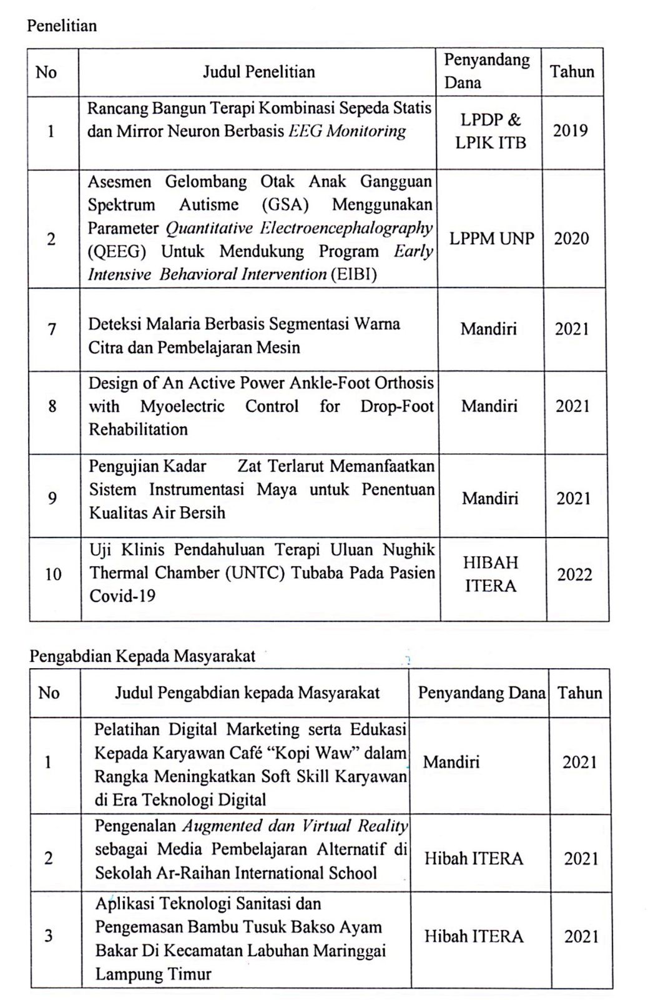 Penelitian
No
Judul Penelitian
Penyandang
Dana
Tahun
1
Rancang Bangun Terapi Kombinasi Sepeda Statis
dan Mirror Neuron Berbasis EEG Monitoring
LPDP &
LPIK ITB
2019
2
Asesmen Gelombang Otak Anak Gangguan
Spektrum Autisme (GSA) Menggunakan
Parameter Quantitative Electroencephalography
(QEEG) Untuk Mendukung Program Early
Intensive Behavioral Intervention (EIBI)
LPPM UNP
2020
7
Deteksi Malaria Berbasis Segmentasi Warna
Citra dan Pembelajaran Mesin
Mandiri
2021
8
Design of An Active Power Ankle-Foot Orthosis
with Myoelectric Control for Drop-Foot
Rehabilitation
Mandiri
2021
9
Pengujian Kadar Zat Terlarut Memanfaatkan
Sistem Instrumentasi Maya untuk Penentuan
Kualitas Air Bersih
Mandiri
2021
10
Uji Klinis Pendahuluan Terapi Uluan Nughik
Thermal Chamber (UNTC) Tubaba Pada Pasien
Covid-19
HIBAH
ITERA
2022
Pengabdian Kepada Masyarakat
No
Judul Pengabdian kepada Masyarakat
Penyandang Dana
Tahun
1
Pelatihan Digital Marketing serta Edukasi
Kepada Karyawan Café “Kopi Waw” dalam
Rangka Meningkatkan Soft Skill Karyawan
di Era Teknologi Digital
Mandiri
2021
2
Pengenalan Augmented dan Virtual Reality
sebagai Media Pembelajaran Alternatif di
Sekolah Ar-Raihan International School
Hibah ITERA
2021
3
Aplikasi Teknologi Sanitasi dan
Pengemasan Bambu Tusuk Bakso Ayam
Bakar Di Kecamatan Labuhan Maringgai
Lampung Timur
Hibah ITERA
2021